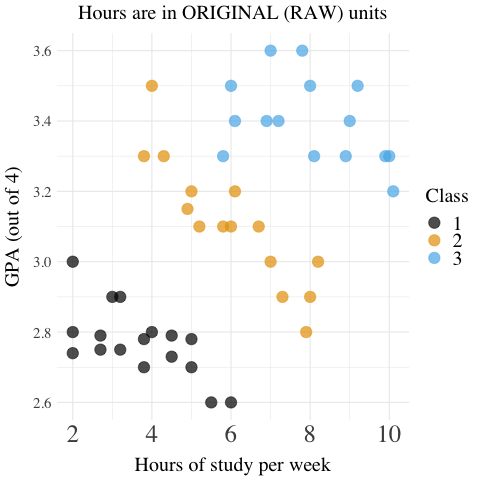 Hours are in ORIGINAL (RAW) units
GPA (out of 4)
3.6
3.4
3.2
3.0
2.8
2.6
2 4 6 8 10
Hours of study per week
Class
1
2
3